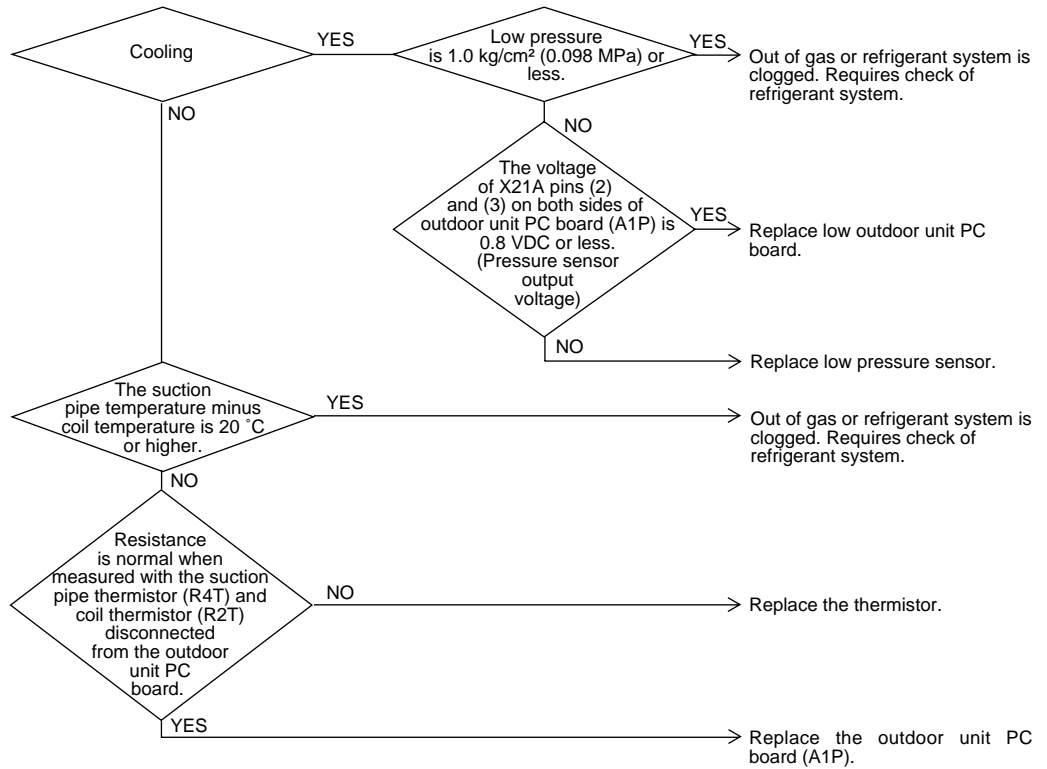 Cooling
YES
Low pressure
is 1.0 kg/cm² (0.098 MPa) or
less.
YES
Out of gas or refrigerant system is
clogged. Requires check of
refrigerant system.
NO
NO
The voltage
of X21A pins (2)
and (3) on both sides of
outdoor unit PC board (A1P) is
0.8 VDC or less.
(Pressure sensor
output
voltage)
YES
Replace low outdoor unit PC
board.
NO
Replace low pressure sensor.
The suction
pipe temperature minus
coil temperature is 20 ˚C
or higher.
YES
Out of gas or refrigerant system is
clogged. Requires check of
refrigerant system.
NO
Resistance
is normal when
measured with the suction
pipe thermistor (R4T) and
coil thermistor (R2T)
disconnected
from the outdoor
unit PC
board.
NO
Replace the thermistor.
YES
Replace the outdoor unit PC
board (A1P).